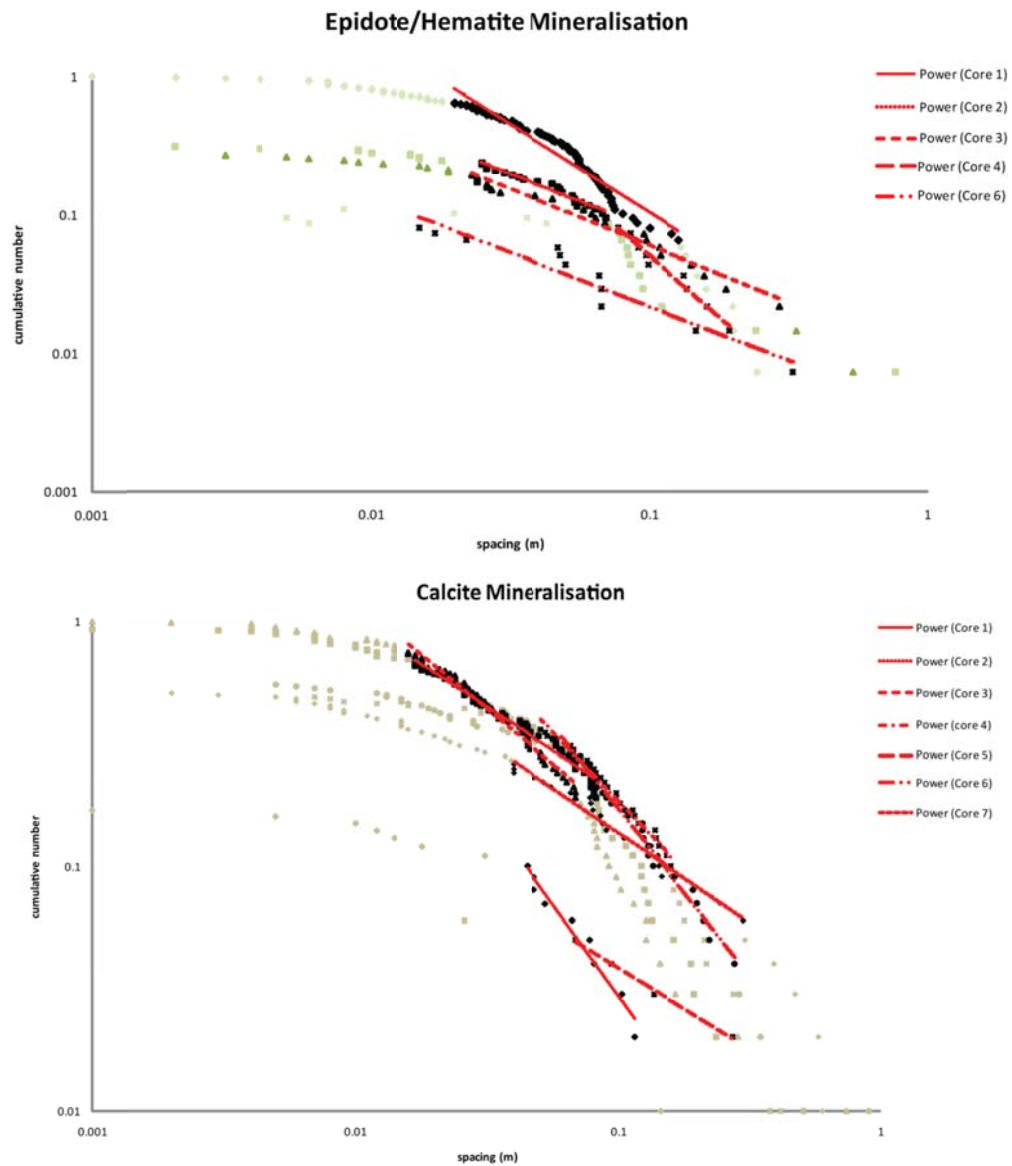 Epidote/Hematite Mineralisation
1
0.1
0.01
0.001
cumulative number
0.001
0.01
0.1
1
spacing (m)
Power (Core 1)
Power (Core 2)
Power (Core 3)
Power (Core 4)
Power (Core 6)
Calcite Mineralisation
1
0.1
0.01
cumulative number
0.001
0.01
0.1
1
spacing (m)
Power (Core 1)
Power (Core 2)
Power (Core 3)
Power (Core 4)
Power (Core 5)
Power (Core 6)
Power (Core 7)